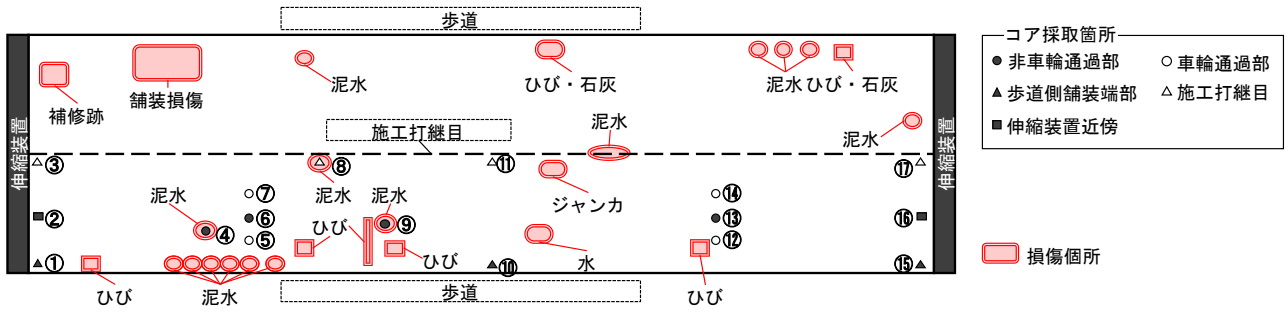 歩道
コア採取箇所
非車輪通過部
車輪通過部
歩道側舗装端部
施工打継目
伸縮装置近傍
損傷個所
伸縮装置
伸縮装置
補修跡
舗装損傷
泥水
ひび・石灰
泥水
ひび・石灰
泥水
施工打継目
泥水
③
⑧
泥水
⑪
⑰
ジャンカ
泥水
⑦
泥水
⑭
②
④
⑥
⑨
⑬
⑯
⑤
ひび
⑫
①
ひび
⑩
水
⑮
ひび
泥水
歩道
ひび